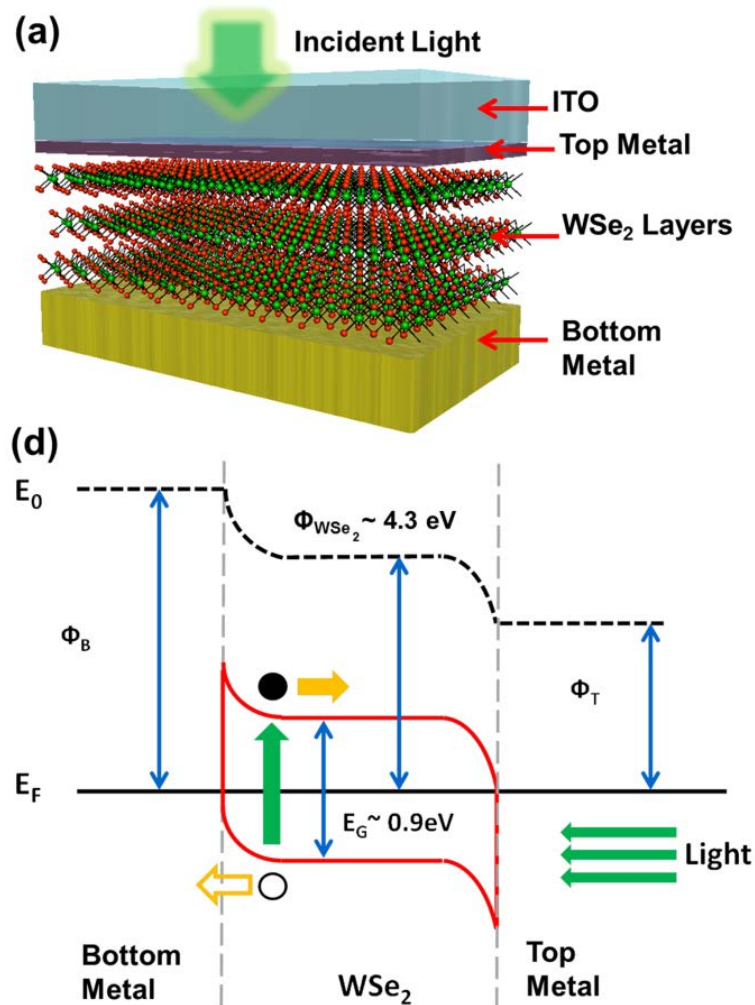 (a)
Incident Light
ITO
Top Metal
WSe₂ Layers
Bottom
Metal
(d)
E₀
Φ_WSe₂ ~ 4.3 eV
Φ_B
Φ_T
E_F
E_G~ 0.9eV
Light
Bottom
Metal
WSe₂
Top
Metal